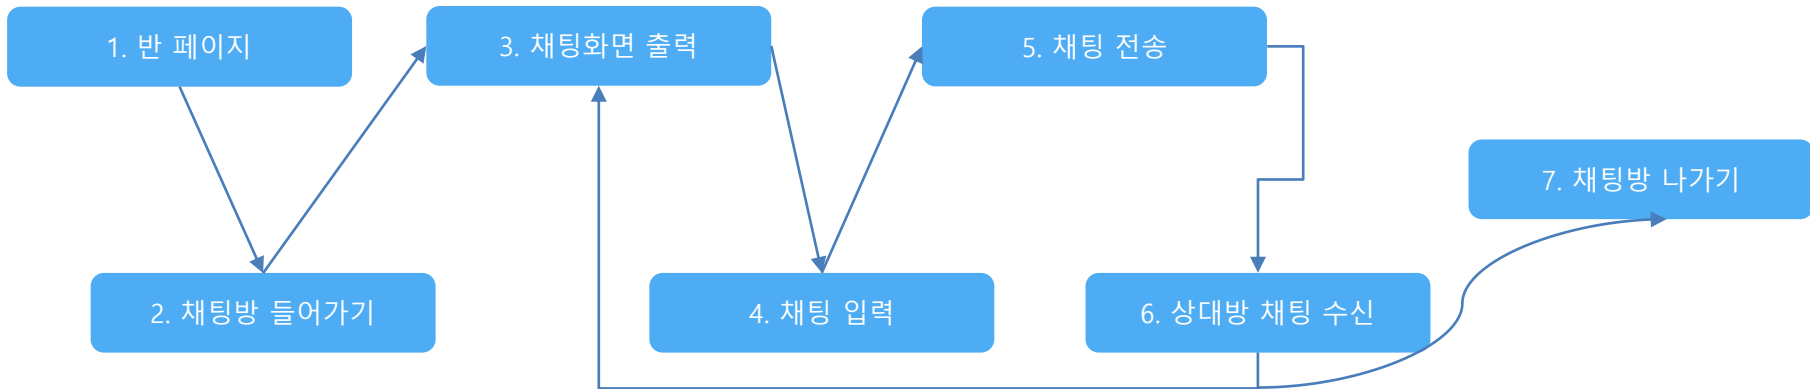 1. 반 페이지
2. 채팅방 들어가기
3. 채팅화면 출력
4. 채팅 입력
5. 채팅 전송
6. 상대방 채팅 수신
7. 채팅방 나가기